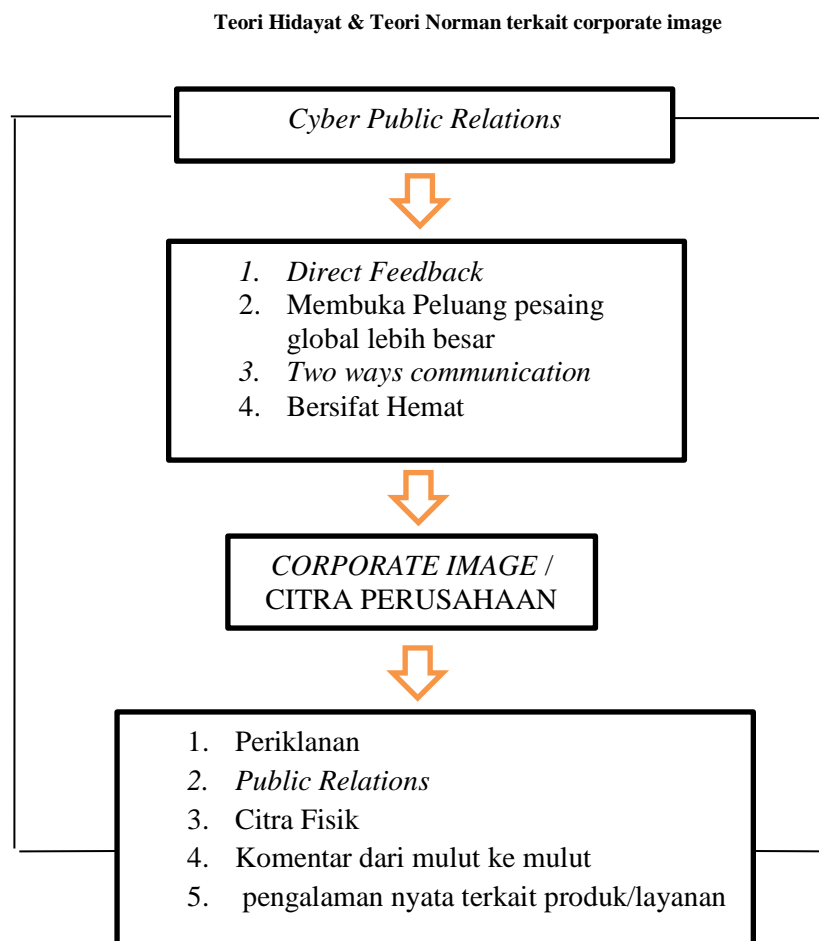 Teori Hidayat & Teori Norman terkait corporate image
Cyber Public Relations
1. Direct Feedback
2. Membuka Peluang pesaing
global lebih besar
3. Two ways communication
4. Bersifat Hemat
CORPORATE IMAGE /
CITRA PERUSAHAAN
1. Periklanan
2. Public Relations
3. Citra Fisik
4. Komentar dari mulut ke mulut
5. pengalaman nyata terkait produk/layanan